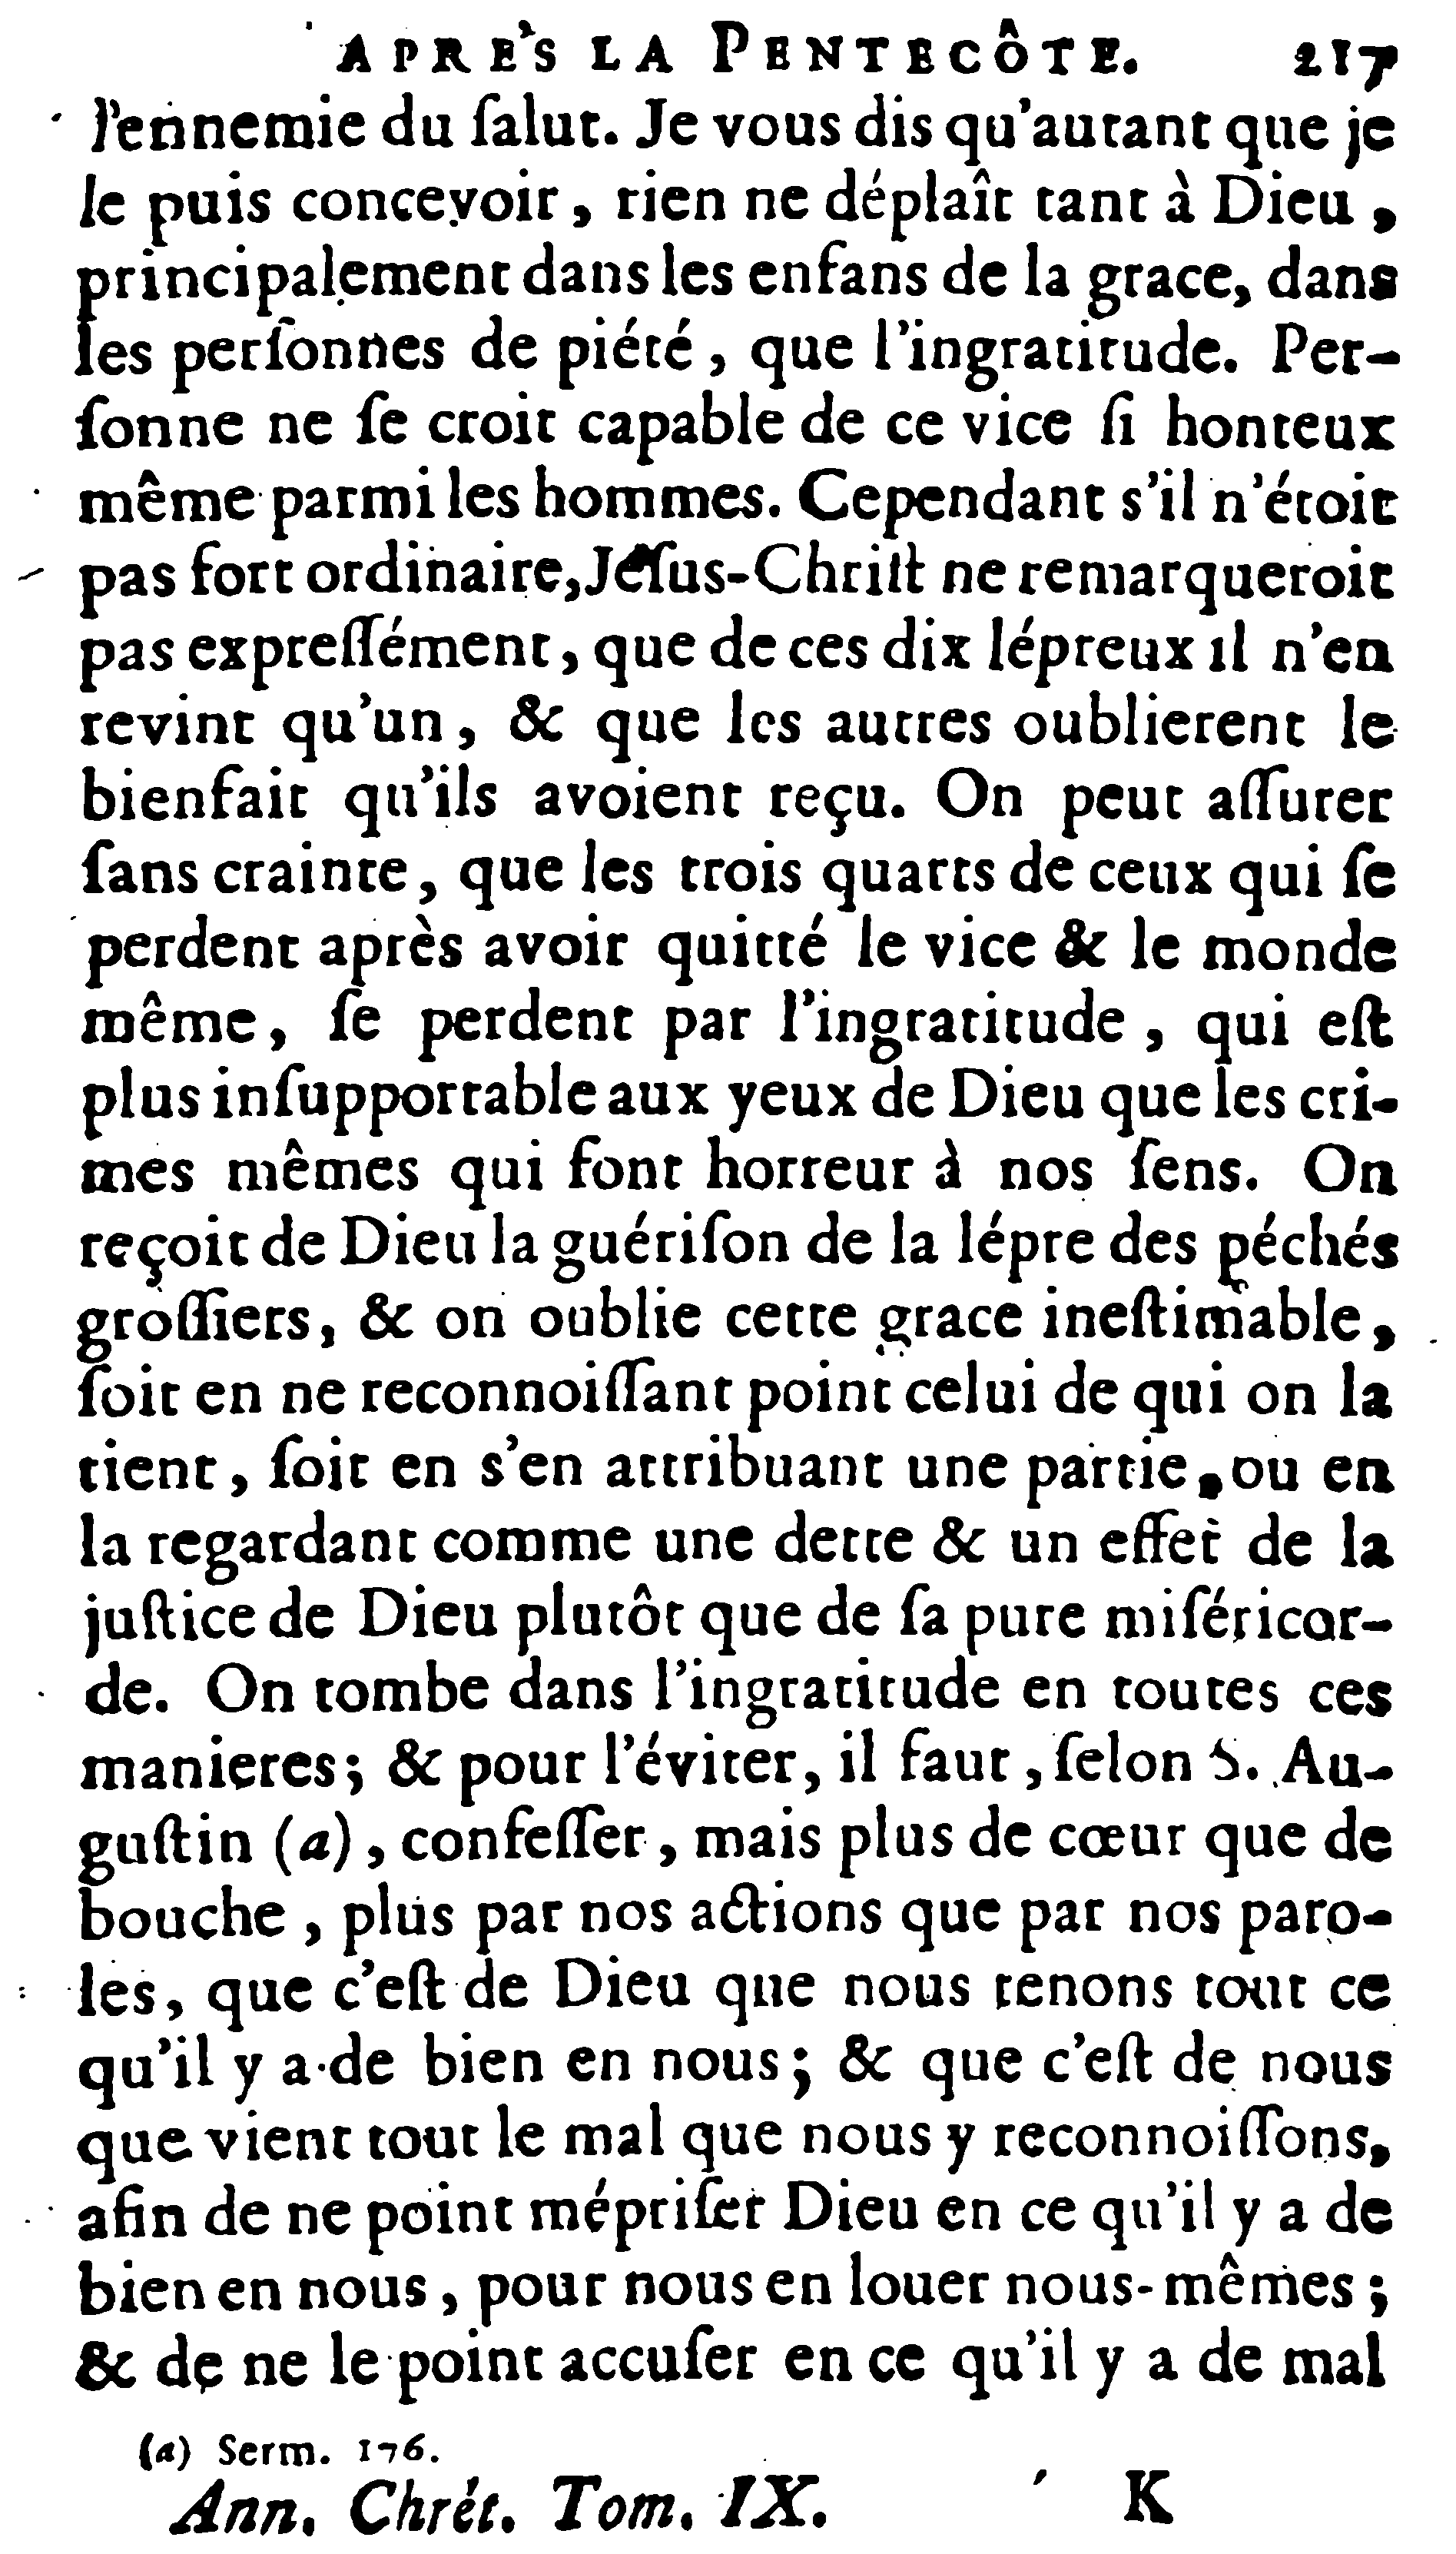 APRE'S LA PENTECÔTE. 217
l'ennemie du ſalut. Je vous dis qu'autant que je
le puis concevoir, rien ne déplaît tant à Dieu,
principalement dans les enfans de la grace, dans
les perſonnes de piété, que l'ingratitude. Per-
ſonne ne ſe croit capable de ce vice ſi honteux
même parmi les hommes. Cependant s'il n'étoit
pas fort ordinaire, Jéſus-Chriſt ne remarqueroit
pas expreſſément, que de ces dix lépreux il n'en
revint qu'un, & que les autres oublierent le
bienfait qu'ils avoient reçu. On peut aſſurer
ſans crainte, que les trois quarts de ceux qui ſe
perdent après avoir quitté le vice & le monde
même, ſe perdent par l'ingratitude, qui eſt
plus inſupportable aux yeux de Dieu que les cri-
mes mêmes qui font horreur à nos ſens. On
reçoit de Dieu la guériſon de la lépre des péchés
groſſiers, & on oublie cette grace ineſtimable,
ſoit en ne reconnoiſſant point celui de qui on la
tient, ſoit en s'en attribuant une partie, ou en
la regardant comme une dette & un effet de la
juſtice de Dieu plutôt que de ſa pure miſéricor-
de. On tombe dans l'ingratitude en toutes ces
manieres; & pour l'éviter, il faut, ſelon S. Au-
guſtin (a), confeſſer, mais plus de cœur que de
bouche, plus par nos actions que par nos paro-
les, que c'eſt de Dieu que nous tenons tout ce
qu'il y a de bien en nous; & que c'eſt de nous
que vient tout le mal que nous y reconnoiſſons,
afin de ne point mépriſer Dieu en ce qu'il y a de
bien en nous, pour nous en louer nous-mêmes;
& de ne le point accuſer en ce qu'il y a de mal
(a) Serm. 176.
Ann. Chrét. Tom. IX. K